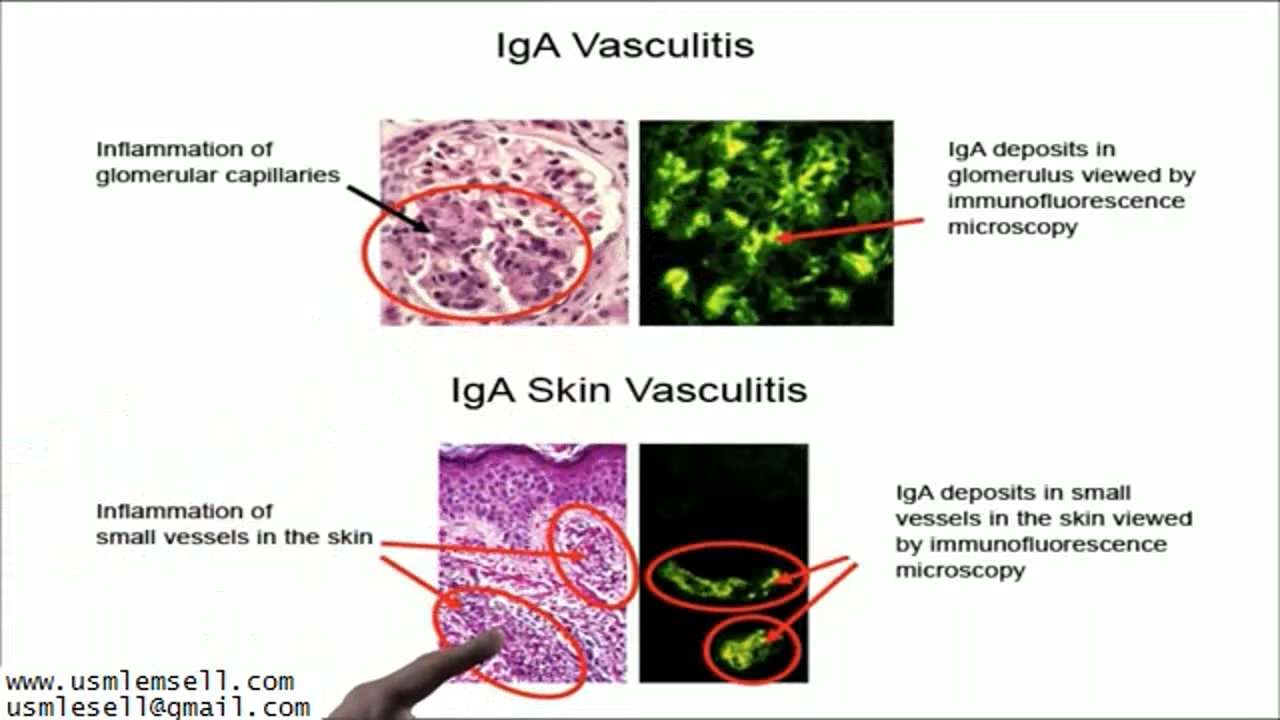 IgA Vasculitis
Inflammation of
glomerular capillaries
IgA deposits in
glomerulus viewed by
immunofluorescence
microscopy
IgA Skin Vasculitis
Inflammation of
small vessels in the skin
IgA deposits in small
vessels in the skin viewed
by immunofluorescence
microscopy
www.usmlemsell.com
usmlesell@gmail.com